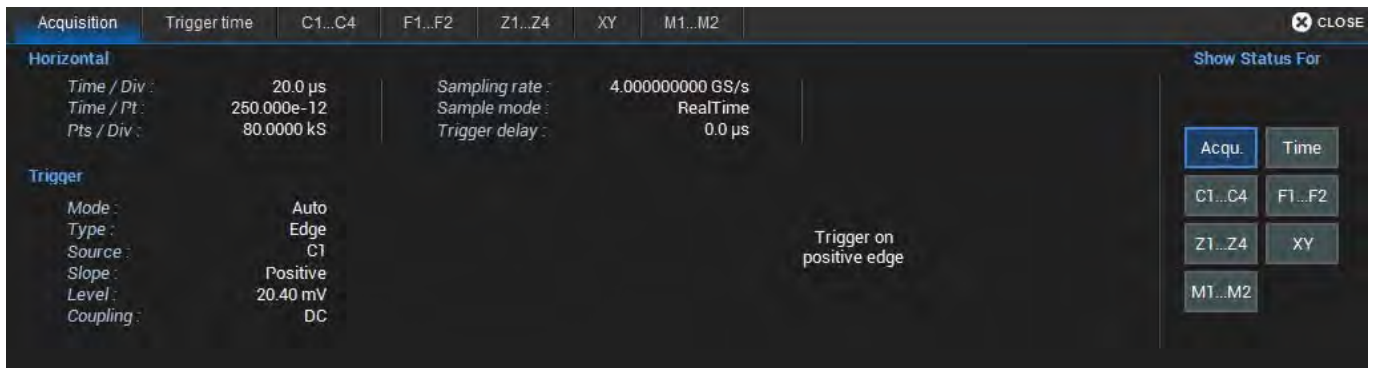 Acquisition Trigger time C1...C4 F1...F2 Z1...Z4 XY M1...M2 CLOSE
Horizontal
Time / Div : 20.0 µs
Time / Pt : 250.000e-12
Pts / Div : 80.0000 kS
Sampling rate : 4.000000000 GS/s
Sample mode : RealTime
Trigger delay : 0.0 µs
Trigger
Mode : Auto
Type : Edge
Source : C1
Slope : Positive
Level : 20.40 mV
Coupling : DC
Trigger on
positive edge
Show Status For
Acqu. Time
C1...C4 F1...F2
Z1...Z4 XY
M1...M2